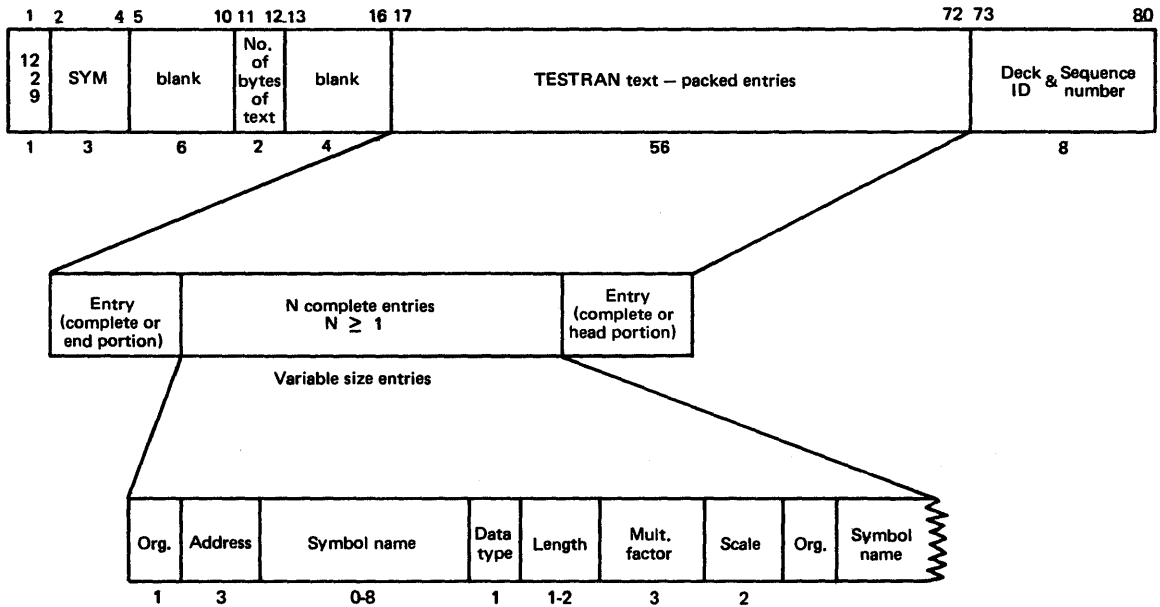 1 2 4 5 10 11 12 13 16 17 72 73 80
12
2
9
SYM
blank
No.
of
bytes
of
text
blank
TESTRAN text – packed entries
Deck
ID
&
Sequence
number
1 3 6 2 4 56 8
Entry
(complete or
end portion)
N complete entries
N ≥ 1
Entry
(complete or
head portion)
Variable size entries
Org.
Address
Symbol name
Data
type
Length
Mult.
factor
Scale
Org.
Symbol
name
1 3 0-8 1 1-2 3 2